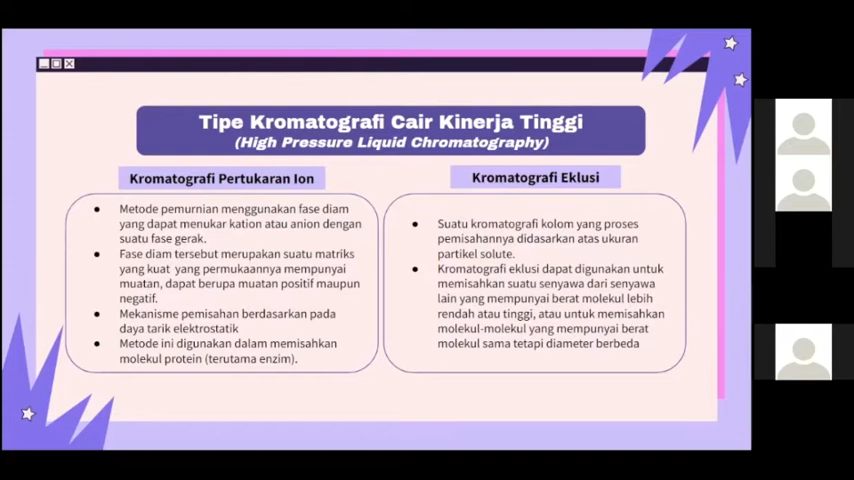 Tipe Kromatografi Cair Kinerja Tinggi
(High Pressure Liquid Chromatography)
Kromatografi Pertukaran Ion
● Metode pemurnian menggunakan fase diam
yang dapat menukar kation atau anion dengan
suatu fase gerak.
● Fase diam tersebut merupakan suatu matriks
yang kuat yang permukaannya mempunyai
muatan, dapat berupa muatan positif maupun
negatif.
● Mekanisme pemisahan berdasarkan pada
daya tarik elektrostatik
● Metode ini digunakan dalam memisahkan
molekul protein (terutama enzim).
Kromatografi Eklusi
● Suatu kromatografi kolom yang proses
pemisahannya didasarkan atas ukuran
partikel solute.
● Kromatografi eklusi dapat digunakan untuk
memisahkan suatu senyawa dari senyawa
lain yang mempunyai berat molekul lebih
rendah atau tinggi, atau untuk memisahkan
molekul-molekul yang mempunyai berat
molekul sama tetapi diameter berbeda